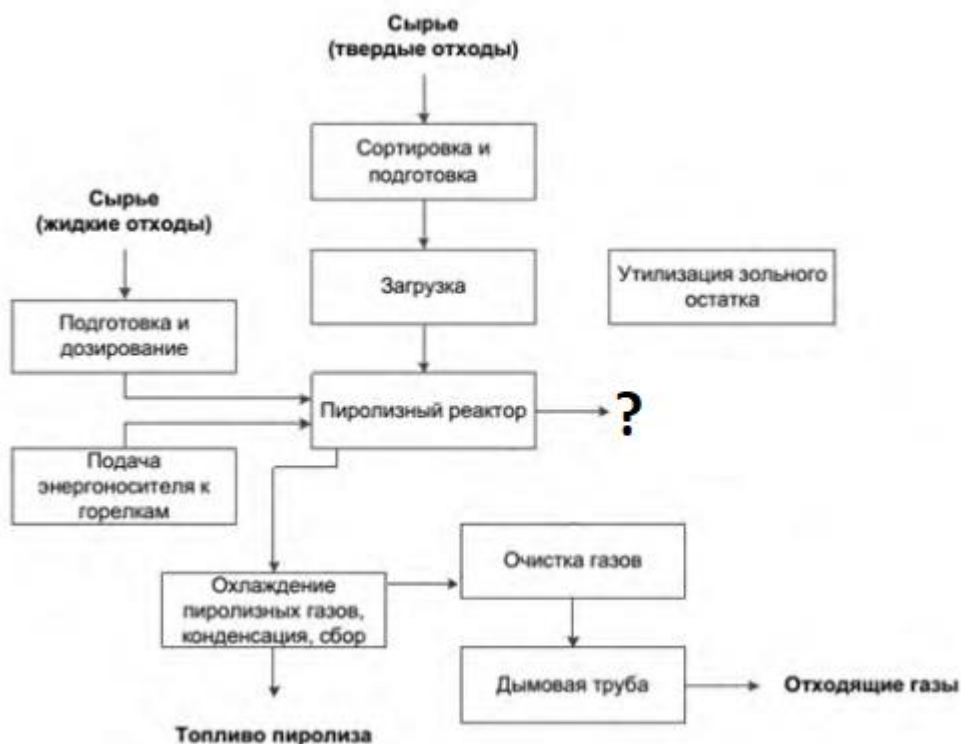 Сырье
(твердые отходы)
Сортировка и
подготовка
Сырье
(жидкие отходы)
Загрузка
Утилизация зольного
остатка
Подготовка и
дозирование
Пиролизный реактор
?
Подача
энергоносителя к
горелкам
Очистка газов
Охлаждение
пиролизных газов,
конденсация, сбор
Дымовая труба
Отходящие газы
Топливо пиролиза